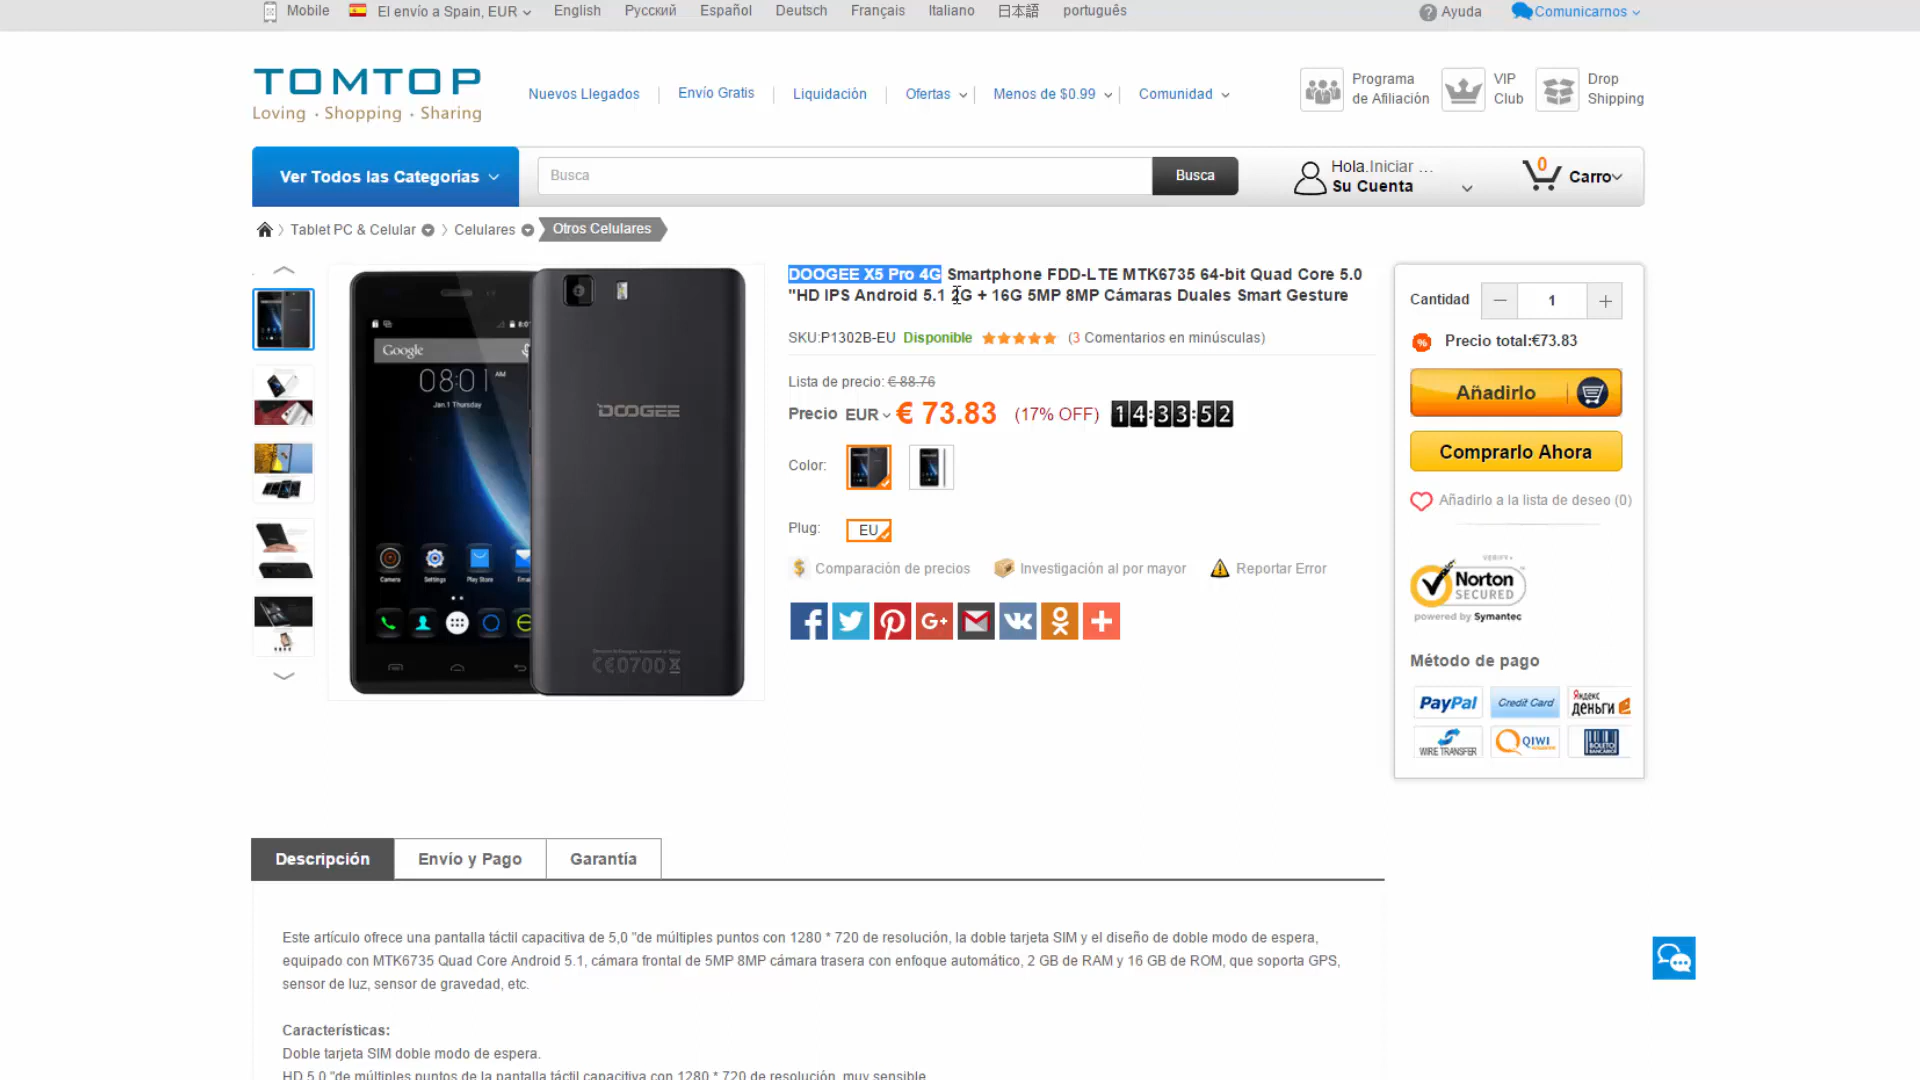 Mobile El envío a Spain, EUR English Русский Español Deutsch Français Italiano 日本語 português Ayuda Comunicarnos
TOMTOP
Loving · Shopping · Sharing
Nuevos Llegados Envío Gratis Liquidación Ofertas Menos de $0.99 Comunidad
Programa de Afiliación
VIP Club
Drop Shipping
Ver Todos las Categorías
Busca
Busca
Hola.Iniciar ...
Su Cuenta
0
Carro
Tablet PC & Celular Celulares Otros Celulares
Google
08:01 AM
Jan.1 Thursday
Camera Settings Play Store Email
DOOGEE
CE0700
DOOGEE X5 Pro 4G Smartphone FDD-LTE MTK6735 64-bit Quad Core 5.0
"HD IPS Android 5.1 2G + 16G 5MP 8MP Cámaras Duales Smart Gesture
SKU:P1302B-EU Disponible (3 Comentarios en minúsculas)
Lista de precio: € 88.76
Precio EUR € 73.83 (17% OFF) 14:33:52
Color:
Plug: EU
Comparación de precios Investigación al por mayor Reportar Error
Cantidad 1
Precio total:€73.83
Añadirlo
Comprarlo Ahora
Añadirlo a la lista de deseo (0)
Norton
SECURED
powered by Symantec
Método de pago
PayPal Credit Card Яндекс деньги
WIRE TRANSFER QIWI BOLETO BANCÁRIO
Descripción Envío y Pago Garantía
Este artículo ofrece una pantalla táctil capacitiva de 5,0 "de múltiples puntos con 1280 * 720 de resolución, la doble tarjeta SIM y el diseño de doble modo de espera,
equipado con MTK6735 Quad Core Android 5.1, cámara frontal de 5MP 8MP cámara trasera con enfoque automático, 2 GB de RAM y 16 GB de ROM, que soporta GPS,
sensor de luz, sensor de gravedad, etc.
Características:
Doble tarjeta SIM doble modo de espera.
HD 5.0 "de múltiples puntos de la pantalla táctil capacitiva con 1280 * 720 de resolución, muy sensible